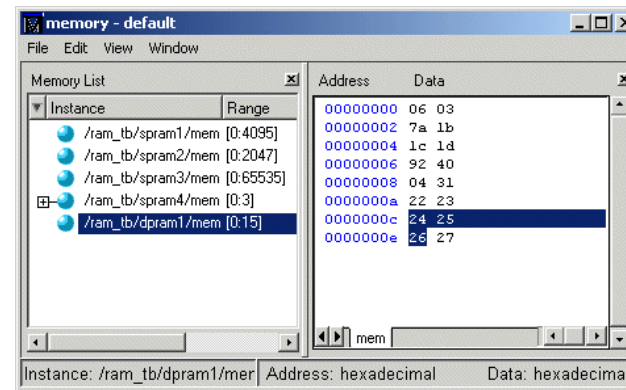 memory - default
File Edit View Window
Memory List
Instance Range
/ram_tb/spram1/mem [0:4095]
/ram_tb/spram2/mem [0:2047]
/ram_tb/spram3/mem [0:65535]
/ram_tb/spram4/mem [0:3]
/ram_tb/dpram1/mem [0:15]
Address Data
00000000 06 03
00000002 7a 1b
00000004 1c 1d
00000006 92 40
00000008 04 31
0000000a 22 23
0000000c 24 25
0000000e 26 27
mem
Instance: /ram_tb/dpram1/mer Address: hexadecimal Data: hexadecima